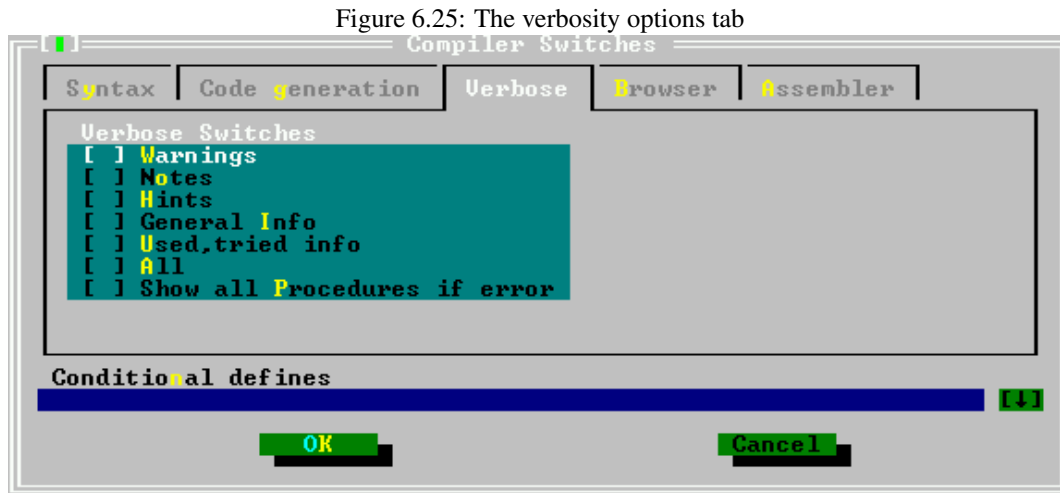 Figure 6.25: The verbosity options tab
[▮] Compiler Switches
Syntax Code generation Verbose Browser Assembler
Verbose Switches
[ ] Warnings
[ ] Notes
[ ] Hints
[ ] General Info
[ ] Used,tried info
[ ] All
[ ] Show all Procedures if error
Conditional defines
[↓]
OK Cancel